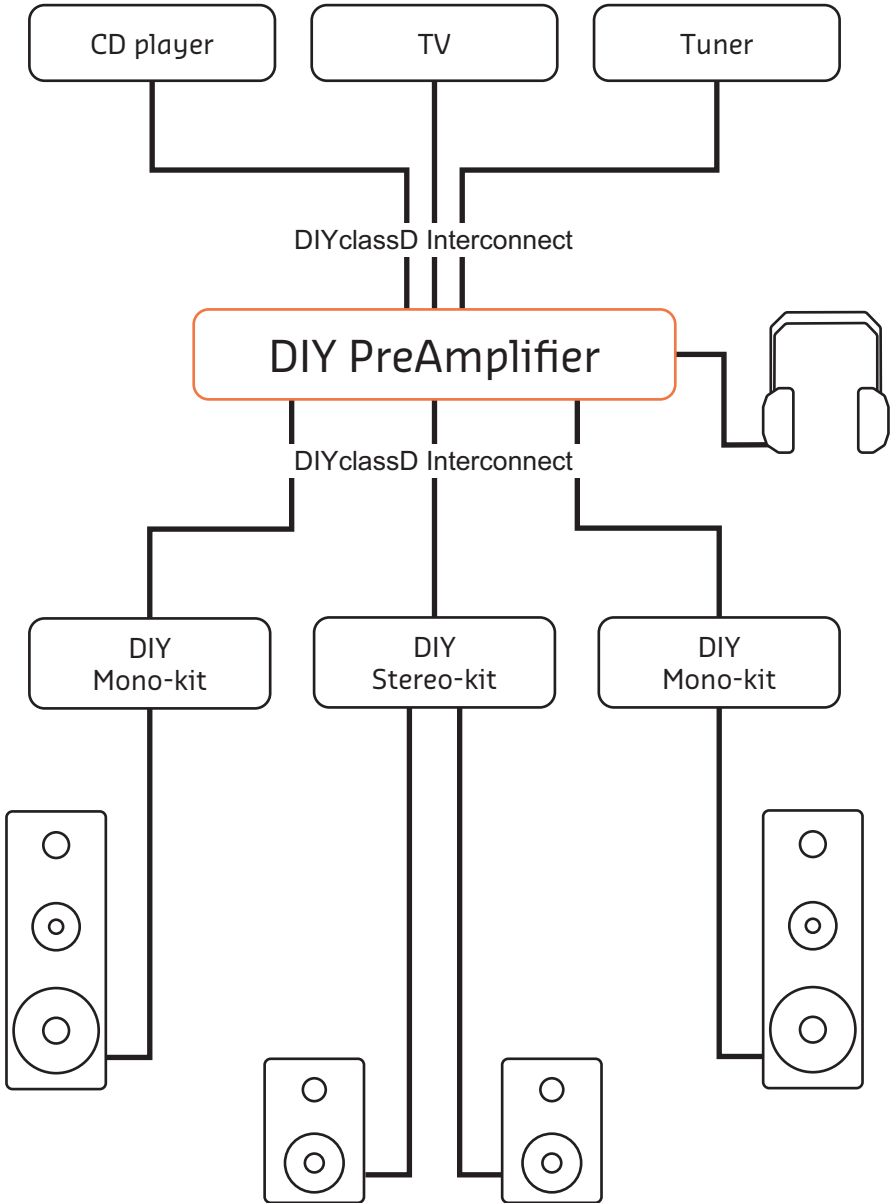 CD player
TV
Tuner
DIYclassD Interconnect
DIY PreAmplifier
DIYclassD Interconnect
DIY
Mono-kit
DIY
Stereo-kit
DIY
Mono-kit